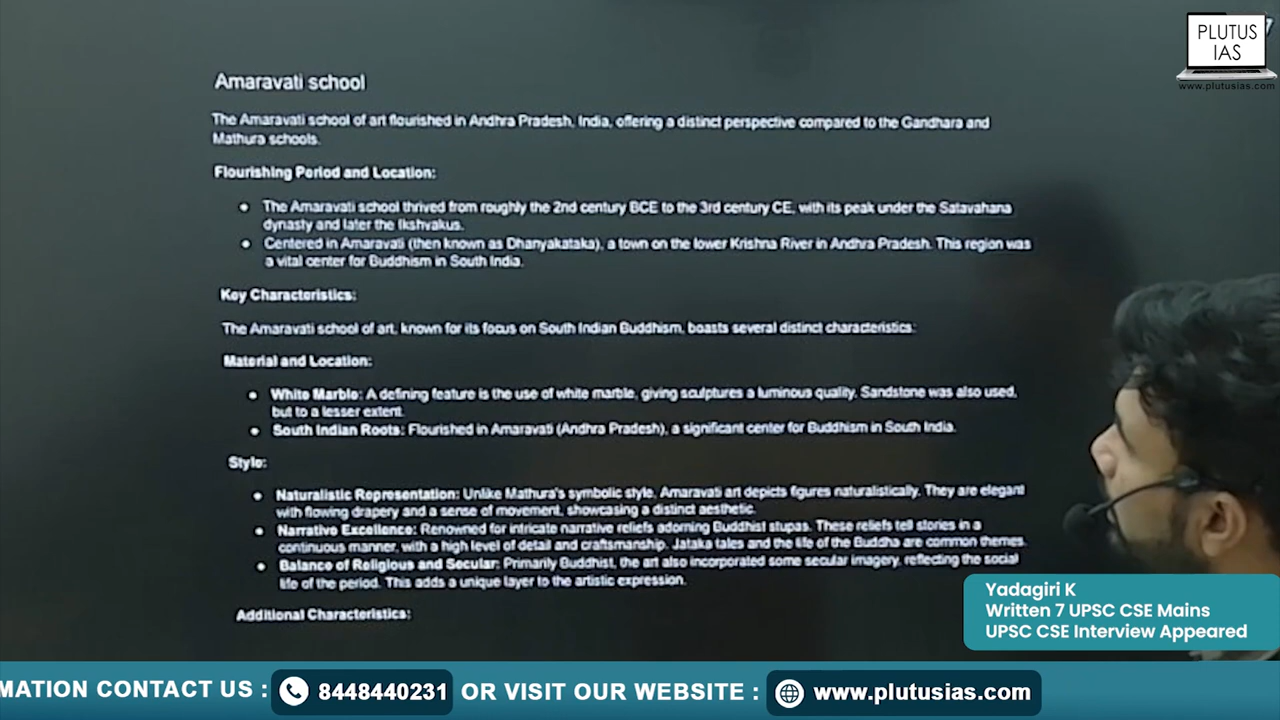 PLUTUS
IAS
www.plutusias.com
Amaravati school
The Amaravati school of art flourished in Andhra Pradesh, India, offering a distinct perspective compared to the Gandhara and
Mathura schools.
Flourishing Period and Location:
● The Amaravati school thrived from roughly the 2nd century BCE to the 3rd century CE, with its peak under the Satavahana
dynasty and later the Ikshvakus.
● Centered in Amaravati (then known as Dhanyakataka), a town on the lower Krishna River in Andhra Pradesh. This region was
a vital center for Buddhism in South India.
Key Characteristics:
The Amaravati school of art, known for its focus on South Indian Buddhism, boasts several distinct characteristics:
Material and Location:
● White Marble: A defining feature is the use of white marble, giving sculptures a luminous quality. Sandstone was also used,
but to a lesser extent.
● South Indian Roots: Flourished in Amaravati (Andhra Pradesh), a significant center for Buddhism in South India.
Style:
● Naturalistic Representation: Unlike Mathura's symbolic style, Amaravati art depicts figures naturalistically. They are elegant
with flowing drapery and a sense of movement, showcasing a distinct aesthetic.
● Narrative Excellence: Renowned for intricate narrative reliefs adorning Buddhist stupas. These reliefs tell stories in a
continuous manner, with a high level of detail and craftsmanship. Jataka tales and the life of the Buddha are common themes.
● Balance of Religious and Secular: Primarily Buddhist, the art also incorporated some secular imagery, reflecting the social
life of the period. This adds a unique layer to the artistic expression.
Additional Characteristics:
Yadagiri K
Written 7 UPSC CSE Mains
UPSC CSE Interview Appeared
MATION CONTACT US : 8448440231 OR VISIT OUR WEBSITE : www.plutusias.com